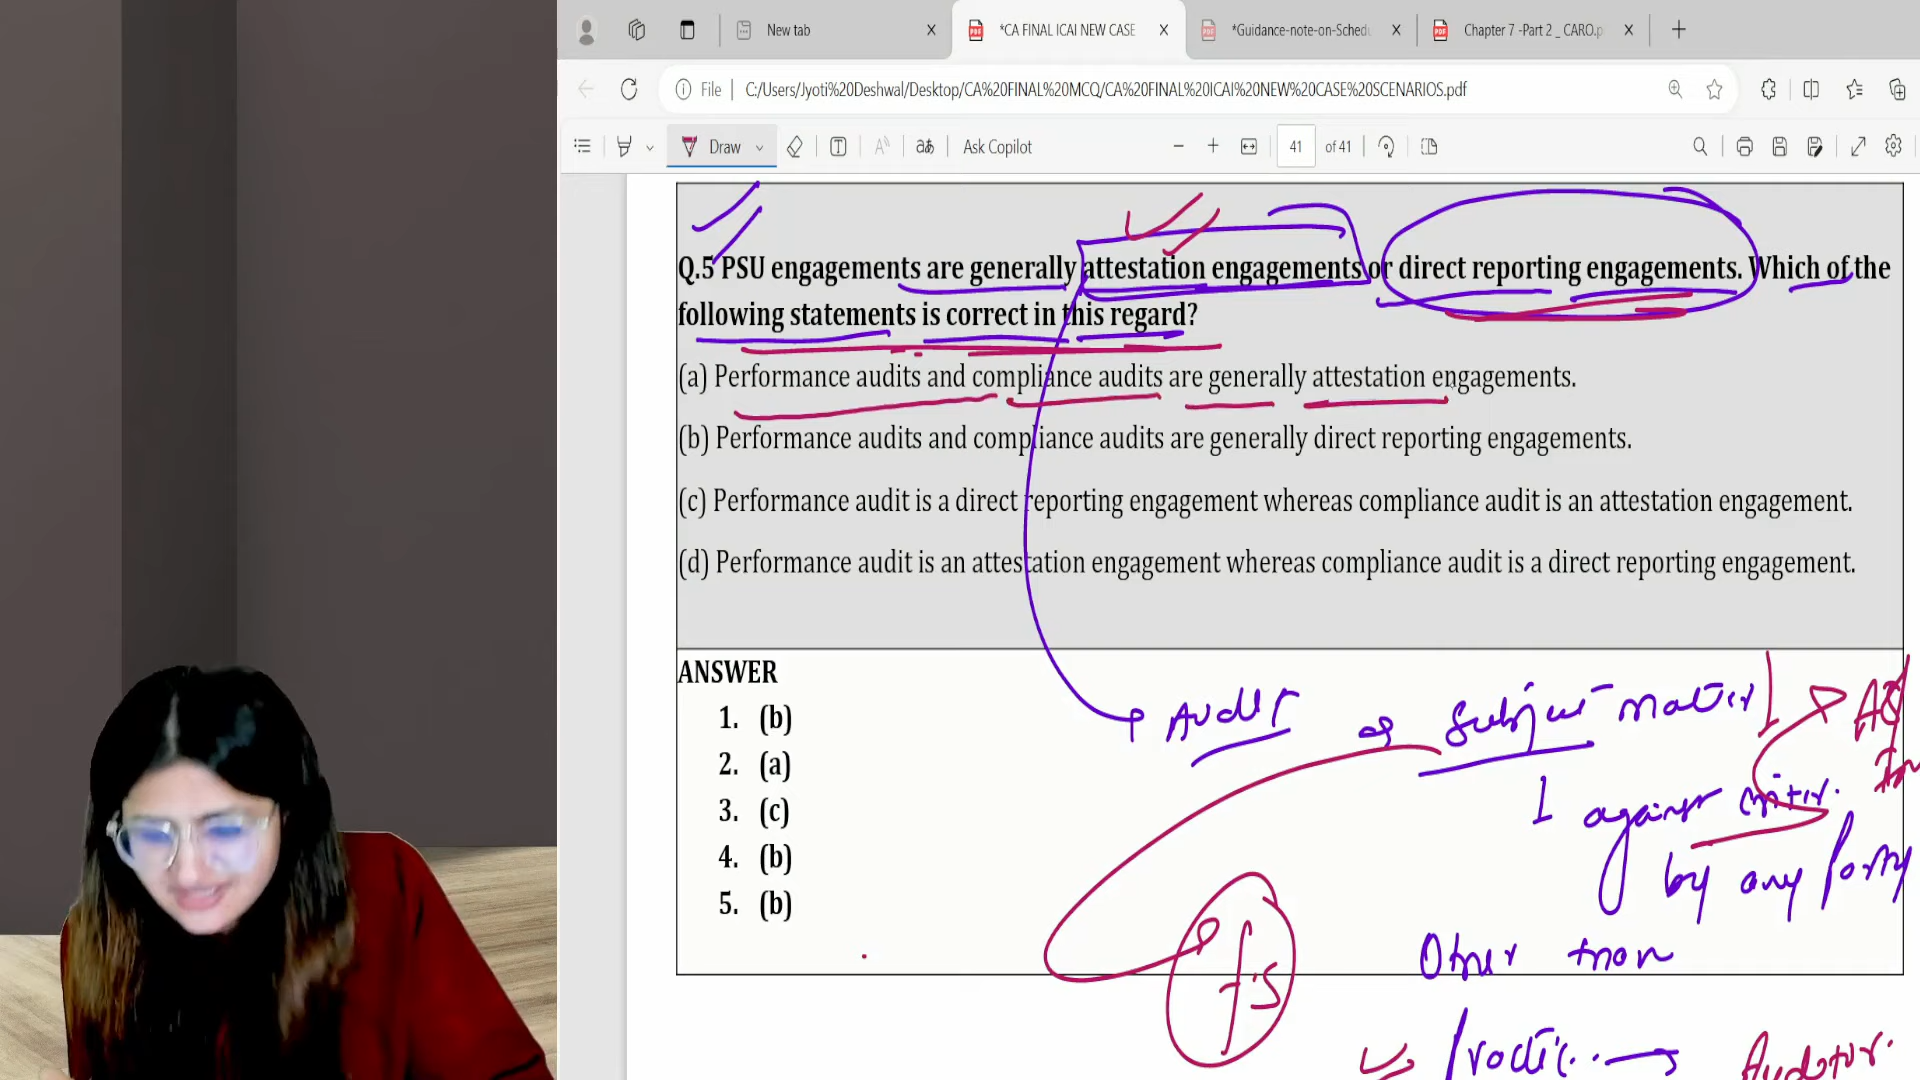 New tab
*CA FINAL ICAI NEW CASE
*Guidance-note-on-Schedu
Chapter 7 -Part 2 _ CARO.p
File
C:/Users/Jyoti%20Deshwal/Desktop/CA%20FINAL%20MCQ/CA%20FINAL%20ICAI%20NEW%20CASE%20SCENARIOS.pdf
Draw
Ask Copilot
41
of 41
Q.5 PSU engagements are generally attestation engagements or direct reporting engagements. Which of the
following statements is correct in this regard?
(a) Performance audits and compliance audits are generally attestation engagements.
(b) Performance audits and compliance audits are generally direct reporting engagements.
(c) Performance audit is a direct reporting engagement whereas compliance audit is an attestation engagement.
(d) Performance audit is an attestation engagement whereas compliance audit is a direct reporting engagement.
ANSWER
1. (b)
2. (a)
3. (c)
4. (b)
5. (b)
Audit of subject matter
against
by any party
Other than
f.s
Auditor.